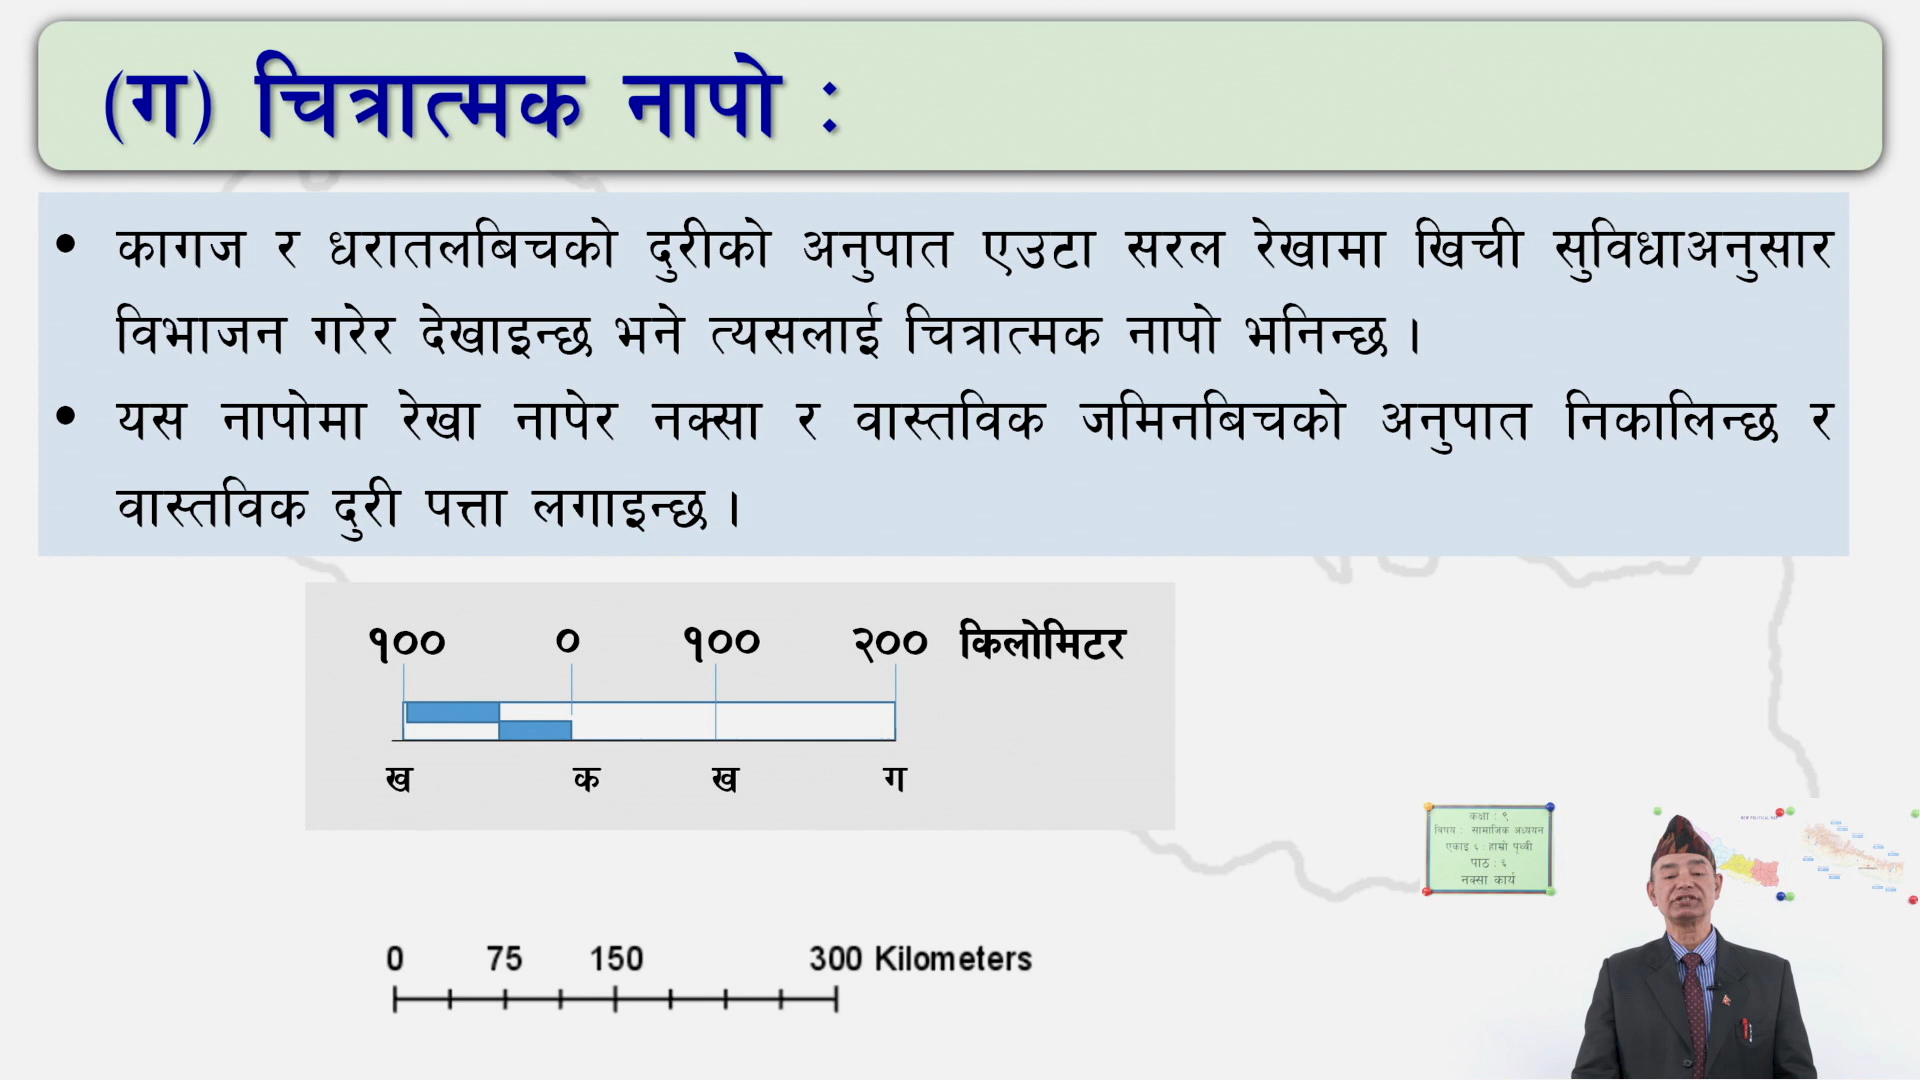 (ग) चित्रात्मक नापो :
• कागज र धरातलबिचको दुरीको अनुपात एउटा सरल रेखामा खिची सुविधाअनुसार
विभाजन गरेर देखाइन्छ भने त्यसलाई चित्रात्मक नापो भनिन्छ ।
• यस नापोमा रेखा नापेर नक्सा र वास्तविक जमिनबिचको अनुपात निकालिन्छ र
वास्तविक दुरी पत्ता लगाइन्छ ।
१०० ० १०० २०० किलोमिटर
ख क ख ग
0 75 150 300 Kilometers
कक्षा : ९
विषय : सामाजिक अध्ययन
एकाइ ६ : हाम्रो पृथ्वी
पाठ : ६
नक्सा कार्य